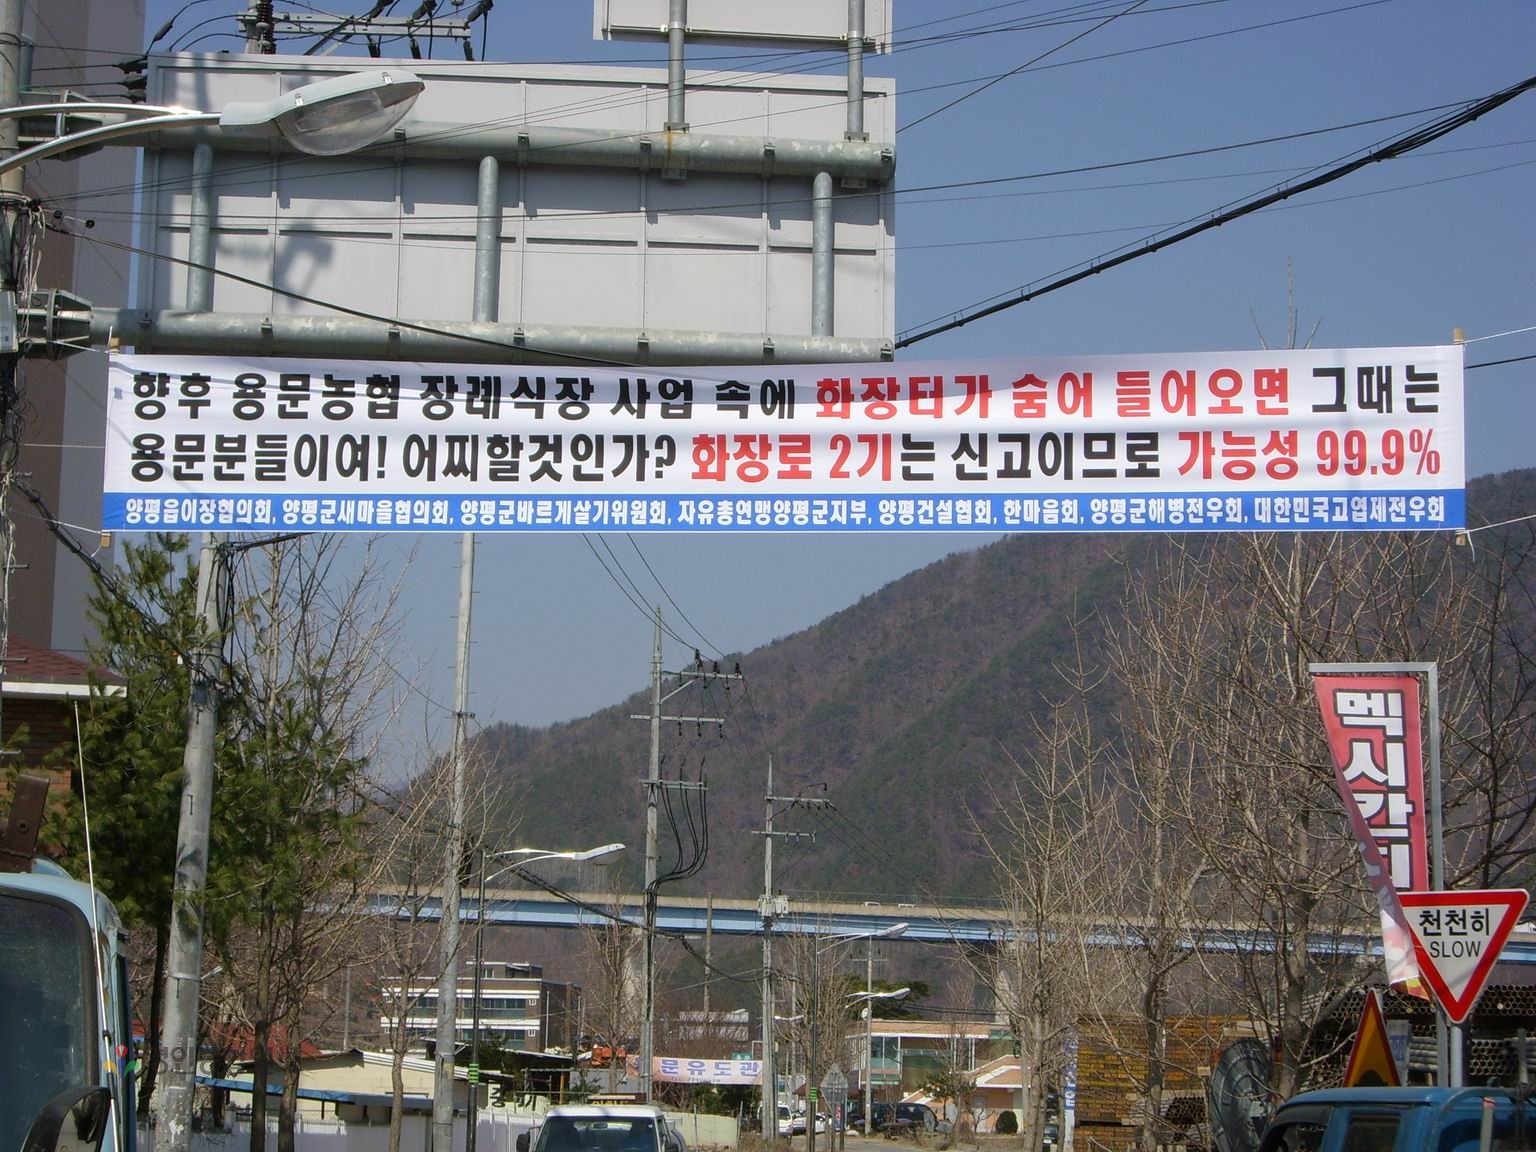 향후 용문농협 장례식장 사업 속에 화장터가 숨어 들어오면 그때는
용문분들이여! 어찌할것인가? 화장로 2기는 신고이므로 가능성 99.9%
양평읍이장협의회, 양평군새마을협의회, 양평군바르게살기위원회, 자유총연맹양평군지부, 양평건설협회, 한마음회, 양평군해병전우회, 대한민국고엽제전우회
멕시칸
천천히
SLOW
문유도관